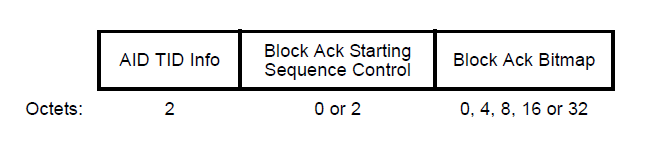 AID TID Info
Block Ack Starting
Sequence Control
Block Ack Bitmap
Octets: 2 0 or 2 0, 4, 8, 16 or 32